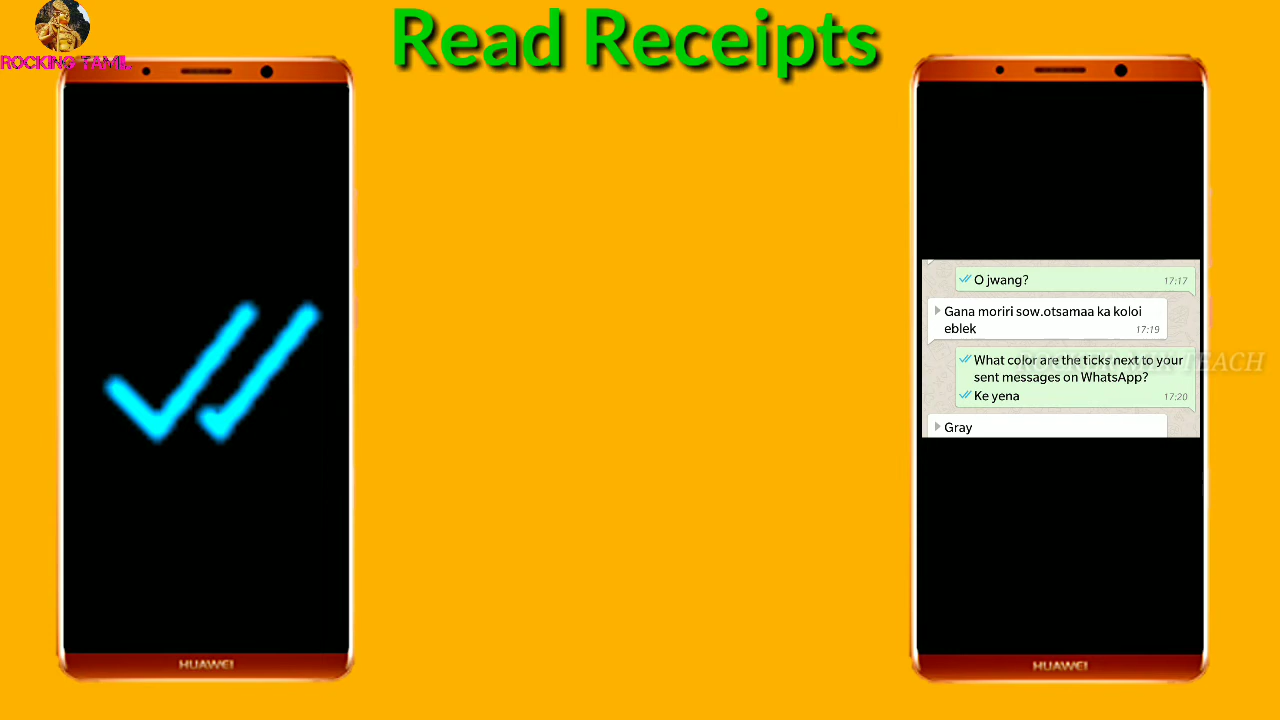 Read Receipts
ROCKING TAMIL
O jwang?
17:17
Gana moriri sow.otsamaa ka koloi
eblek
17:19
What color are the ticks next to your
sent messages on WhatsApp?
Ke yena
17:20
Gray
TEACH
HUAWEI
HUAWEI